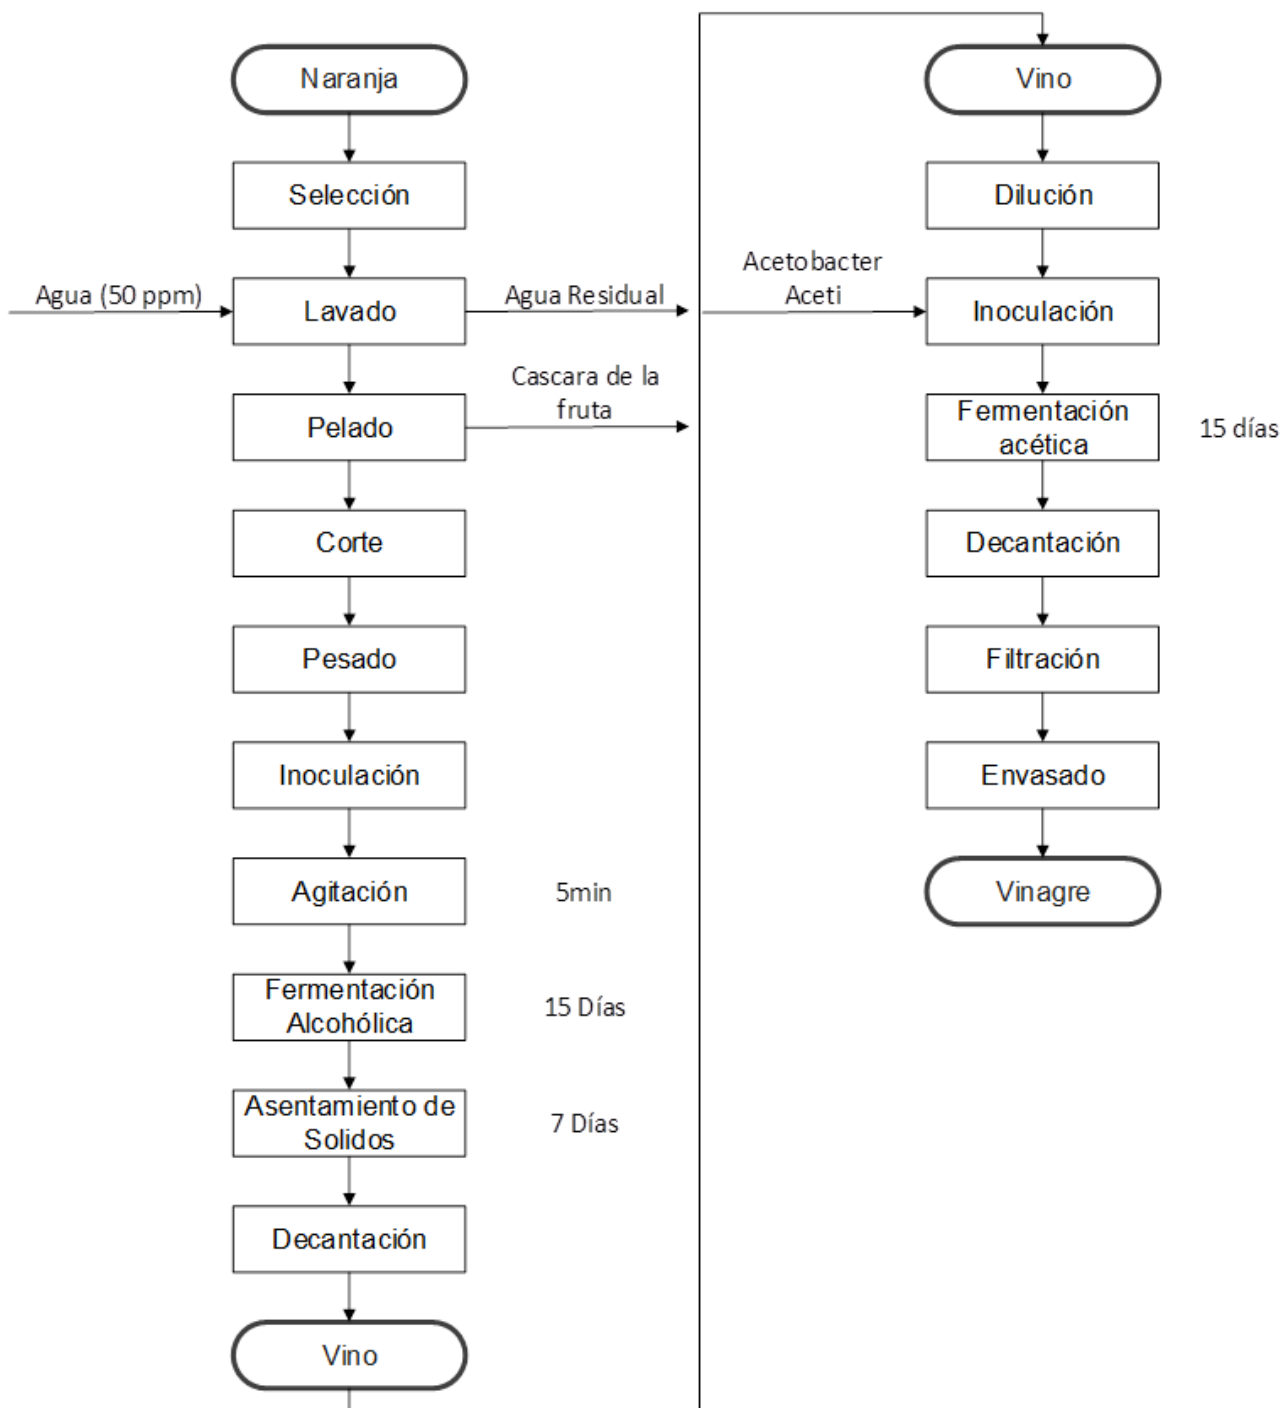 Naranja
Selección
Agua (50 ppm)
Lavado
Agua Residual
Cascara de la
fruta
Pelado
Corte
Pesado
Inoculación
Agitación
5min
Fermentación
Alcohólica
15 Días
Asentamiento de
Solidos
7 Días
Decantación
Vino
Vino
Dilución
Acetobacter
Aceti
Inoculación
Fermentación
acética
15 días
Decantación
Filtración
Envasado
Vinagre